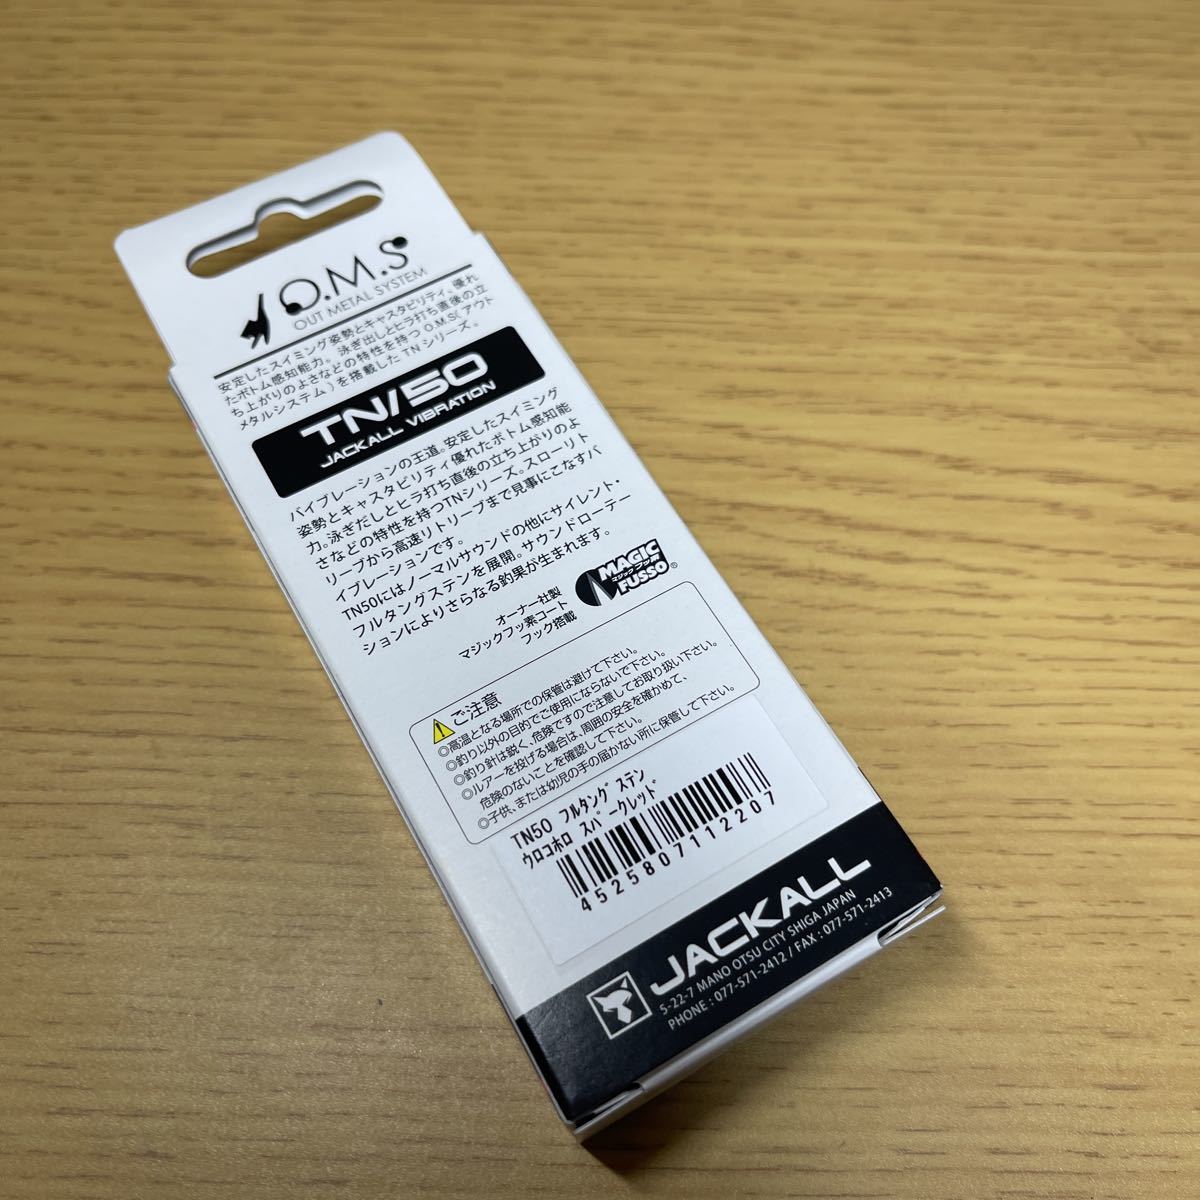 O.M.S
OUT METAL SYSTEM
安定したスイミング姿勢とキャスタビリティ、優れ
たボトム感知能力。泳ぎ出しとヒラ打ち直後の立
ち上がりのよさなどの特性を持つO.M.S(アウト
メタルシステム)を搭載したTNシリーズ。
TN/50
JACKALL VIBRATION
バイブレーションの王道。安定したスイミング
姿勢とキャスタビリティ優れたボトム感知能
力。泳ぎだしとヒラ打ち直後の立ち上がりのよ
さなどの特性を持つTNシリーズ。スローリト
リーブから高速リトリーブまで見事にこなすバ
イブレーションです。
TN50にはノーマルサウンドの他にサイレント・
フルタングステンを展開。サウンドローテー
ションによりさらなる釣果が生まれます。
オーナー社製
マジックフッ素コート
フック搭載
MAGIC
マジックフッ素
FUSSO®
ご注意
◎高温となる場所での保管は避けて下さい。
◎釣り以外の目的でご使用にならないで下さい。
◎釣り針は鋭く、危険ですので注意してお取り扱い下さい。
◎ルアーを投げる場合は、周囲の安全を確かめて、
危険のないことを確認して下さい。
◎子供、または幼児の手の届かない所に保管して下さい。
TN50 フルタングステン
ウロコホロ スパークレッド
4525807112207
JACKALL
5-22-7 MANO OTSU CITY SHIGA JAPAN
PHONE : 077-571-2412 / FAX : 077-571-2413